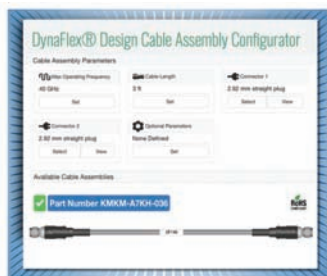 DynaFlex® Design Cable Assembly Configurator
Cable Assembly Parameters
Max Operating Frequency
40 GHz
Set
Cable Length
3 ft
Set
Connector 1
2.92 mm straight plug
Select View
Connector 2
2.92 mm straight plug
Select View
Optional Parameters
None Defined
Set
Available Cable Assemblies
Part Number KMKM-A7KH-036
RoHS